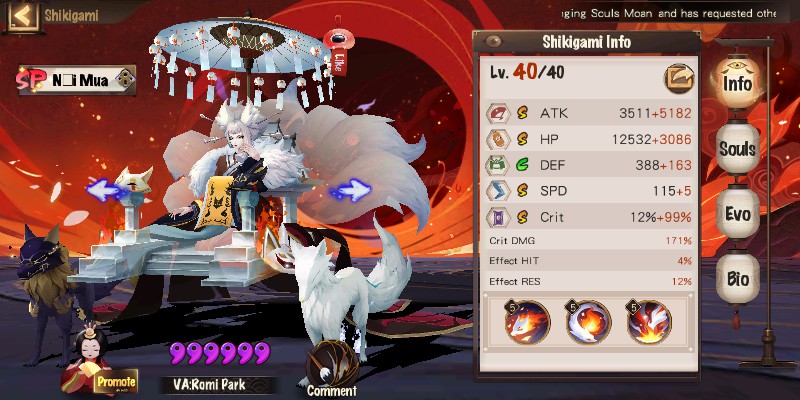 Shikigami
ging Souls Moan and has requested othe
SP N□i Mua
Like
Shikigami Info
Lv. 40/40
S ATK 3511+5182
S HP 12532+3086
C DEF 388+163
S SPD 115+5
S Crit 12%+99%
Crit DMG 171%
Effect HIT 4%
Effect RES 12%
5 5 5
Info
Souls
Evo
Bio
999999
Promote
VA:Romi Park
Comment